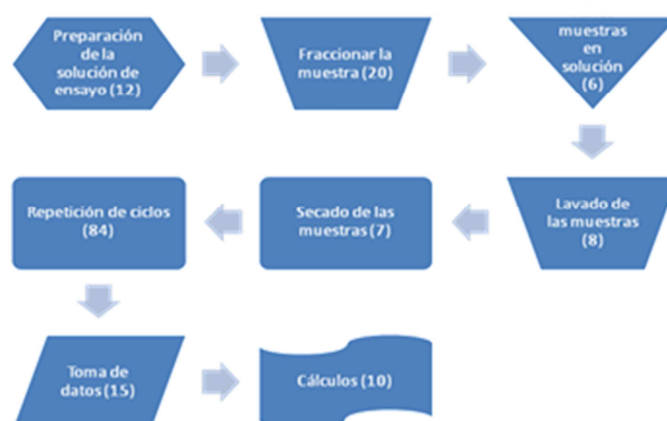 Preparación
de la
solución de
ensayo (12)
Fraccionar la
muestra (20)
muestras
en
solución
(6)
Repetición de ciclos
(84)
Secado de las
muestras (7)
Lavado de
las muestras
(8)
Toma de
datos (15)
Cálculos (10)